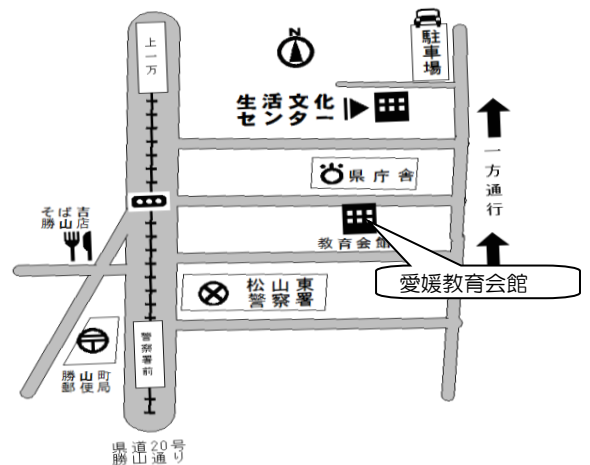 N
上一万
駐車場
生活文化
センター
一方通行
県庁舎
そば吉
勝山店
教育会館
愛媛教育会館
松山東
警察署
警察署前
勝山町
郵便局
県道20号
勝山通り